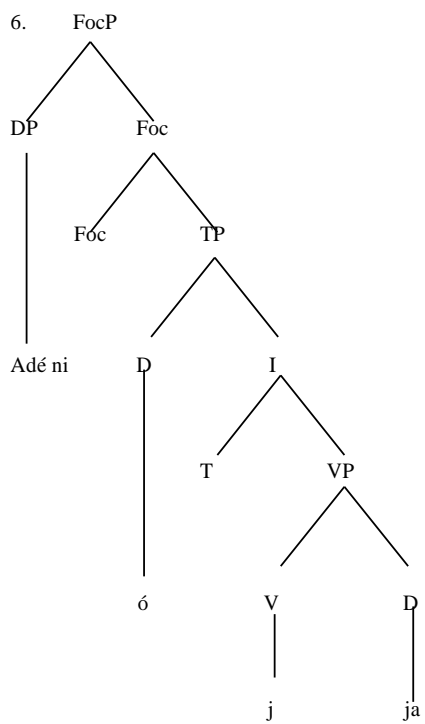 6. FocP
DP Foc
Foc TP
Adé ni D I
T VP
ó V D
j ja